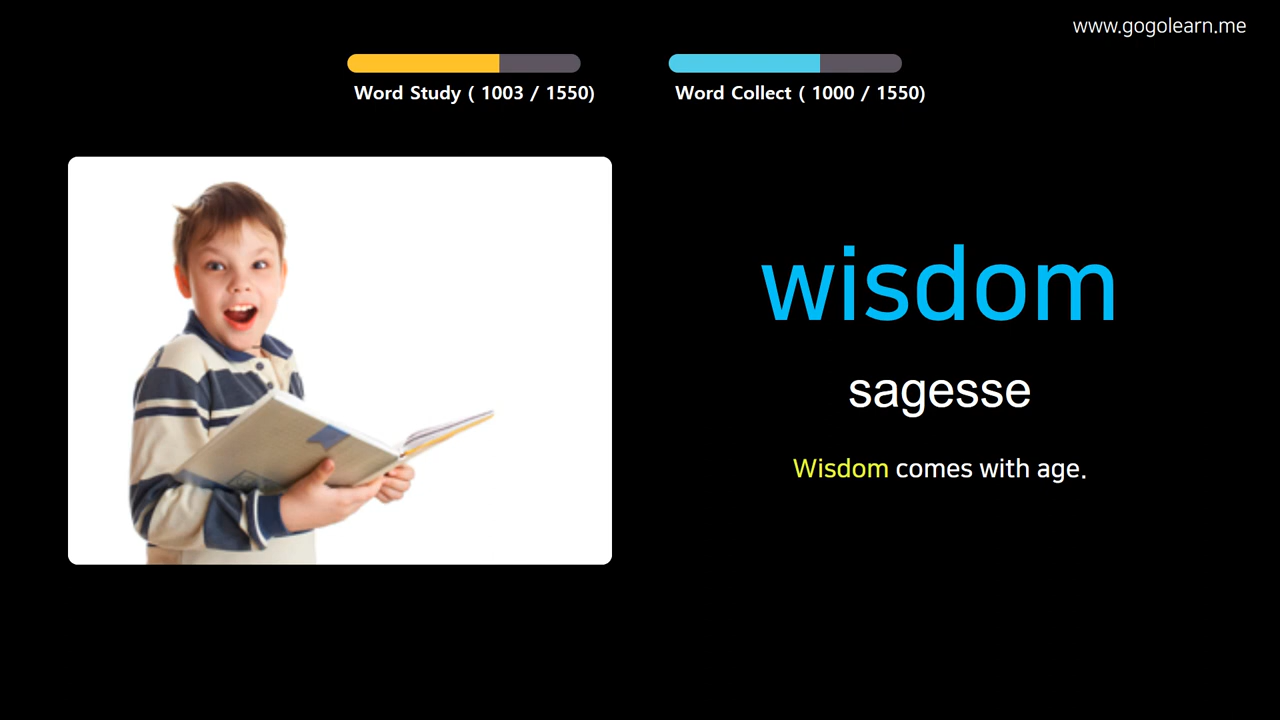 www.gogolearn.me
Word Study ( 1003 / 1550)
Word Collect ( 1000 / 1550)
wisdom
sagesse
Wisdom comes with age.